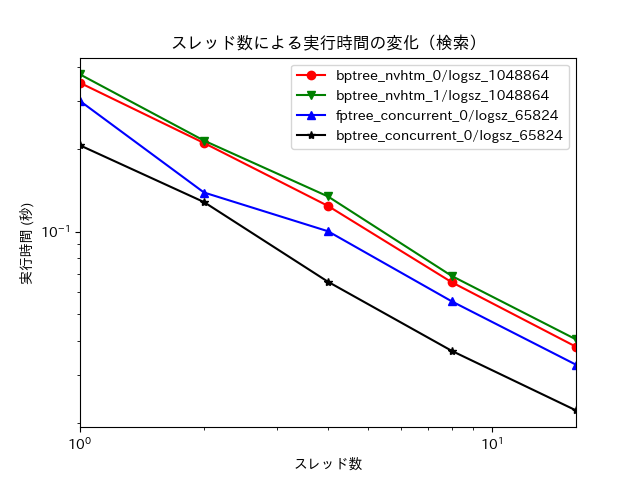 スレッド数による実行時間の変化（検索）
bptree_nvhtm_0/logsz_1048864
bptree_nvhtm_1/logsz_1048864
fptree_concurrent_0/logsz_65824
bptree_concurrent_0/logsz_65824
実行時間 (秒)
10⁻¹
10⁰
10¹
スレッド数